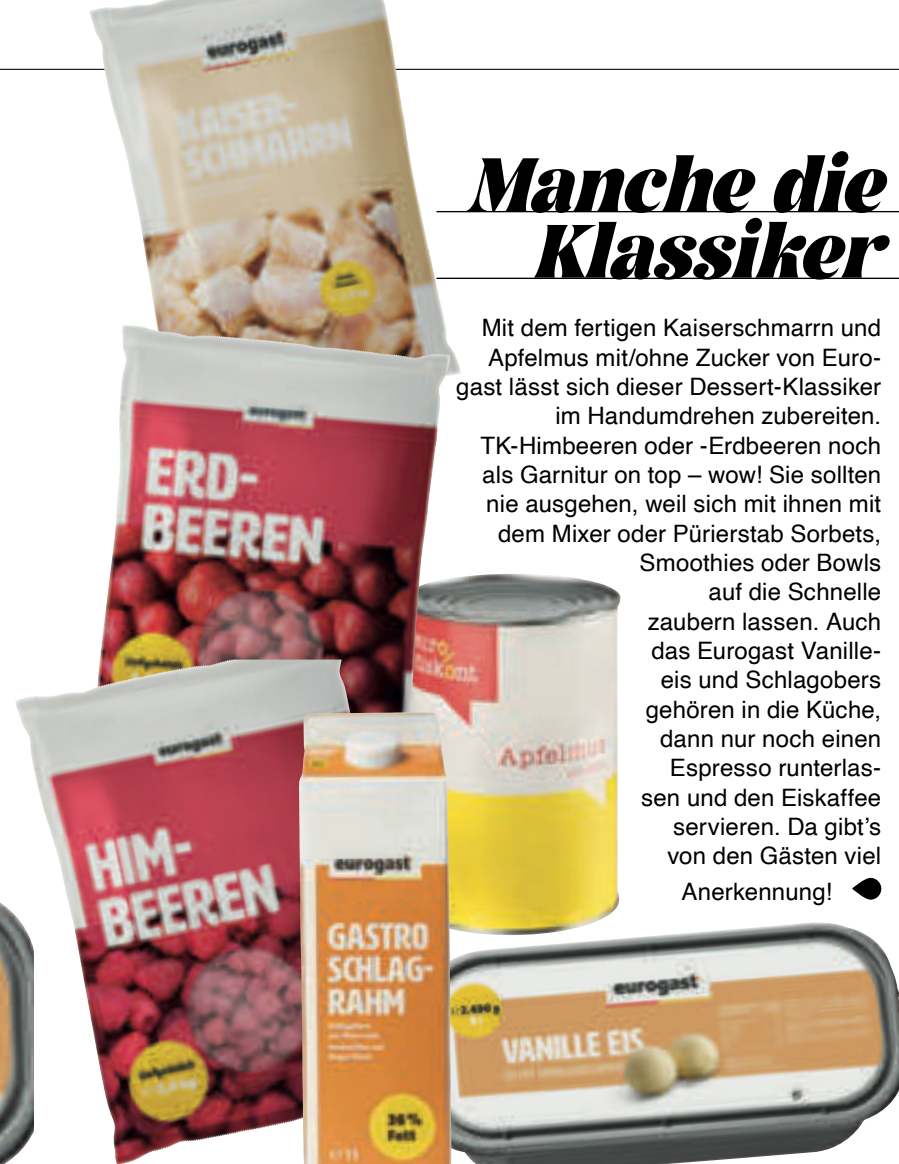 eurogast
KAISER-
SCHMARRN
Manche die
Klassiker
Mit dem fertigen Kaiserschmarrn und
Apfelmus mit/ohne Zucker von Euro-
gast lässt sich dieser Dessert-Klassiker
im Handumdrehen zubereiten.
TK-Himbeeren oder -Erdbeeren noch
als Garnitur on top – wow! Sie sollten
nie ausgehen, weil sich mit ihnen mit
dem Mixer oder Pürierstab Sorbets,
Smoothies oder Bowls
auf die Schnelle
zaubern lassen. Auch
das Eurogast Vanille-
eis und Schlagobers
gehören in die Küche,
dann nur noch einen
Espresso runterlas-
sen und den Eiskaffee
servieren. Da gibt's
von den Gästen viel
Anerkennung!
eurogast
ERD-
BEEREN
Apfelmus
eurogast
HIM-
BEEREN
eurogast
GASTRO
SCHLAG-
RAHM
36%
Fett
eurogast
2.490 g
VANILLE EIS